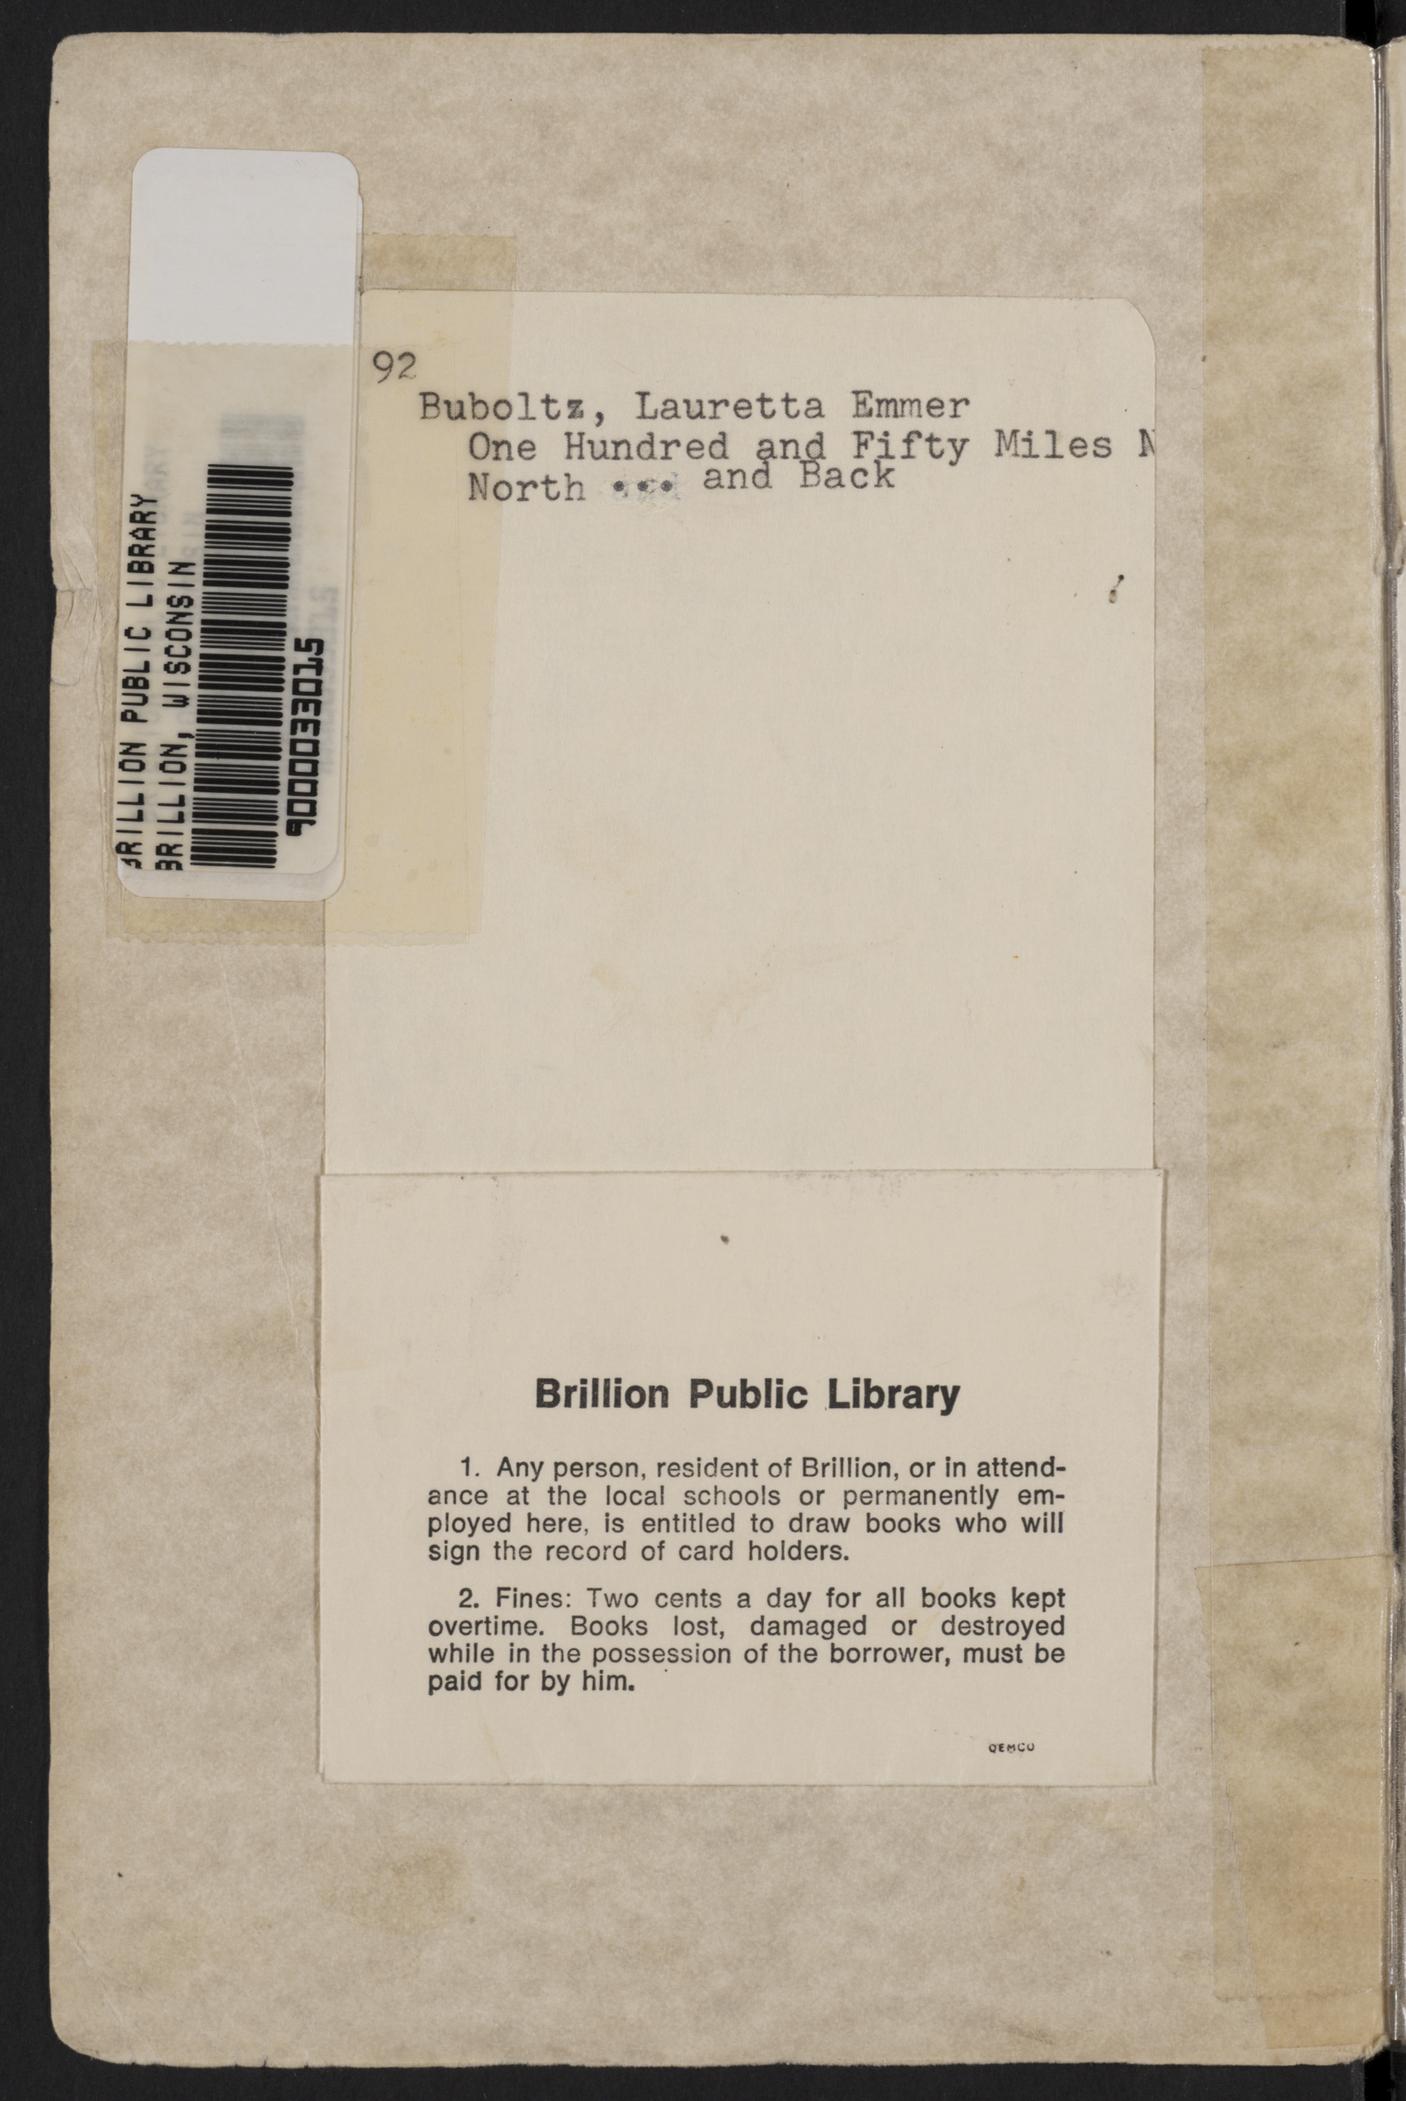 BRILLION PUBLIC LIBRARY
BRILLION, WISCONSIN
900033015
92
Buboltz, Lauretta Emmer
One Hundred and Fifty Miles N
North ... and Back
Brillion Public Library
1. Any person, resident of Brillion, or in attend-
ance at the local schools or permanently em-
ployed here, is entitled to draw books who will
sign the record of card holders.
2. Fines: Two cents a day for all books kept
overtime. Books lost, damaged or destroyed
while in the possession of the borrower, must be
paid for by him.
DEMCO